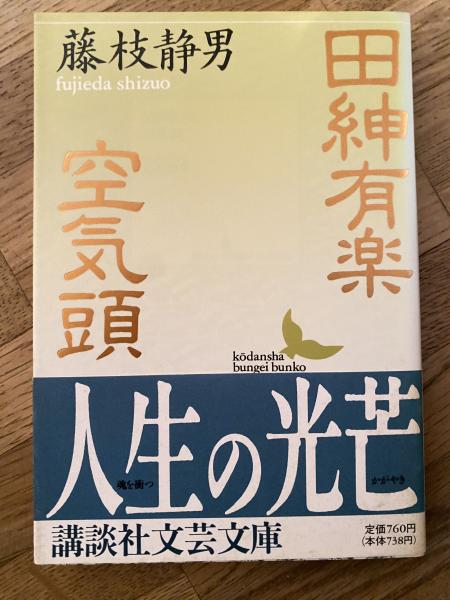 藤枝静男
fujieda shizuo
田紳有楽
空気頭
kōdansha
bungei bunko
人生の光芒
魂を衝つ
かがやき
講談社文芸文庫
定価760円
(本体738円)